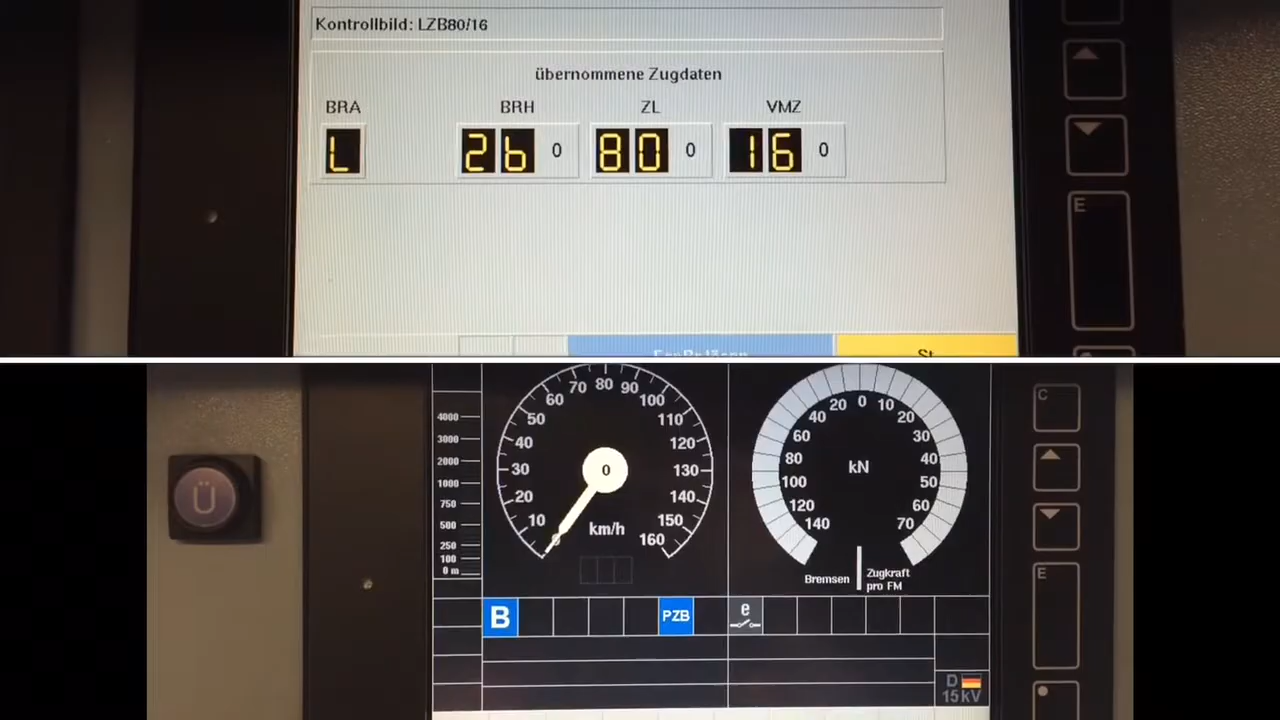 Kontrollbild: LZB80/16
übernommene Zugdaten
BRA BRH ZL VMZ
L 26 0 80 0 16 0
E
C
4000
3000
2000
1000
750
500
250
100
0 m
10 20 30 40 50 60 70 80 90 100 110 120 130 140 150 160
0
km/h
140 120 100 80 60 40 20 0 10 20 30 40 50 60 70
kN
Bremsen
Zugkraft
pro FM
Ü
B PZB e
E
D
15kV